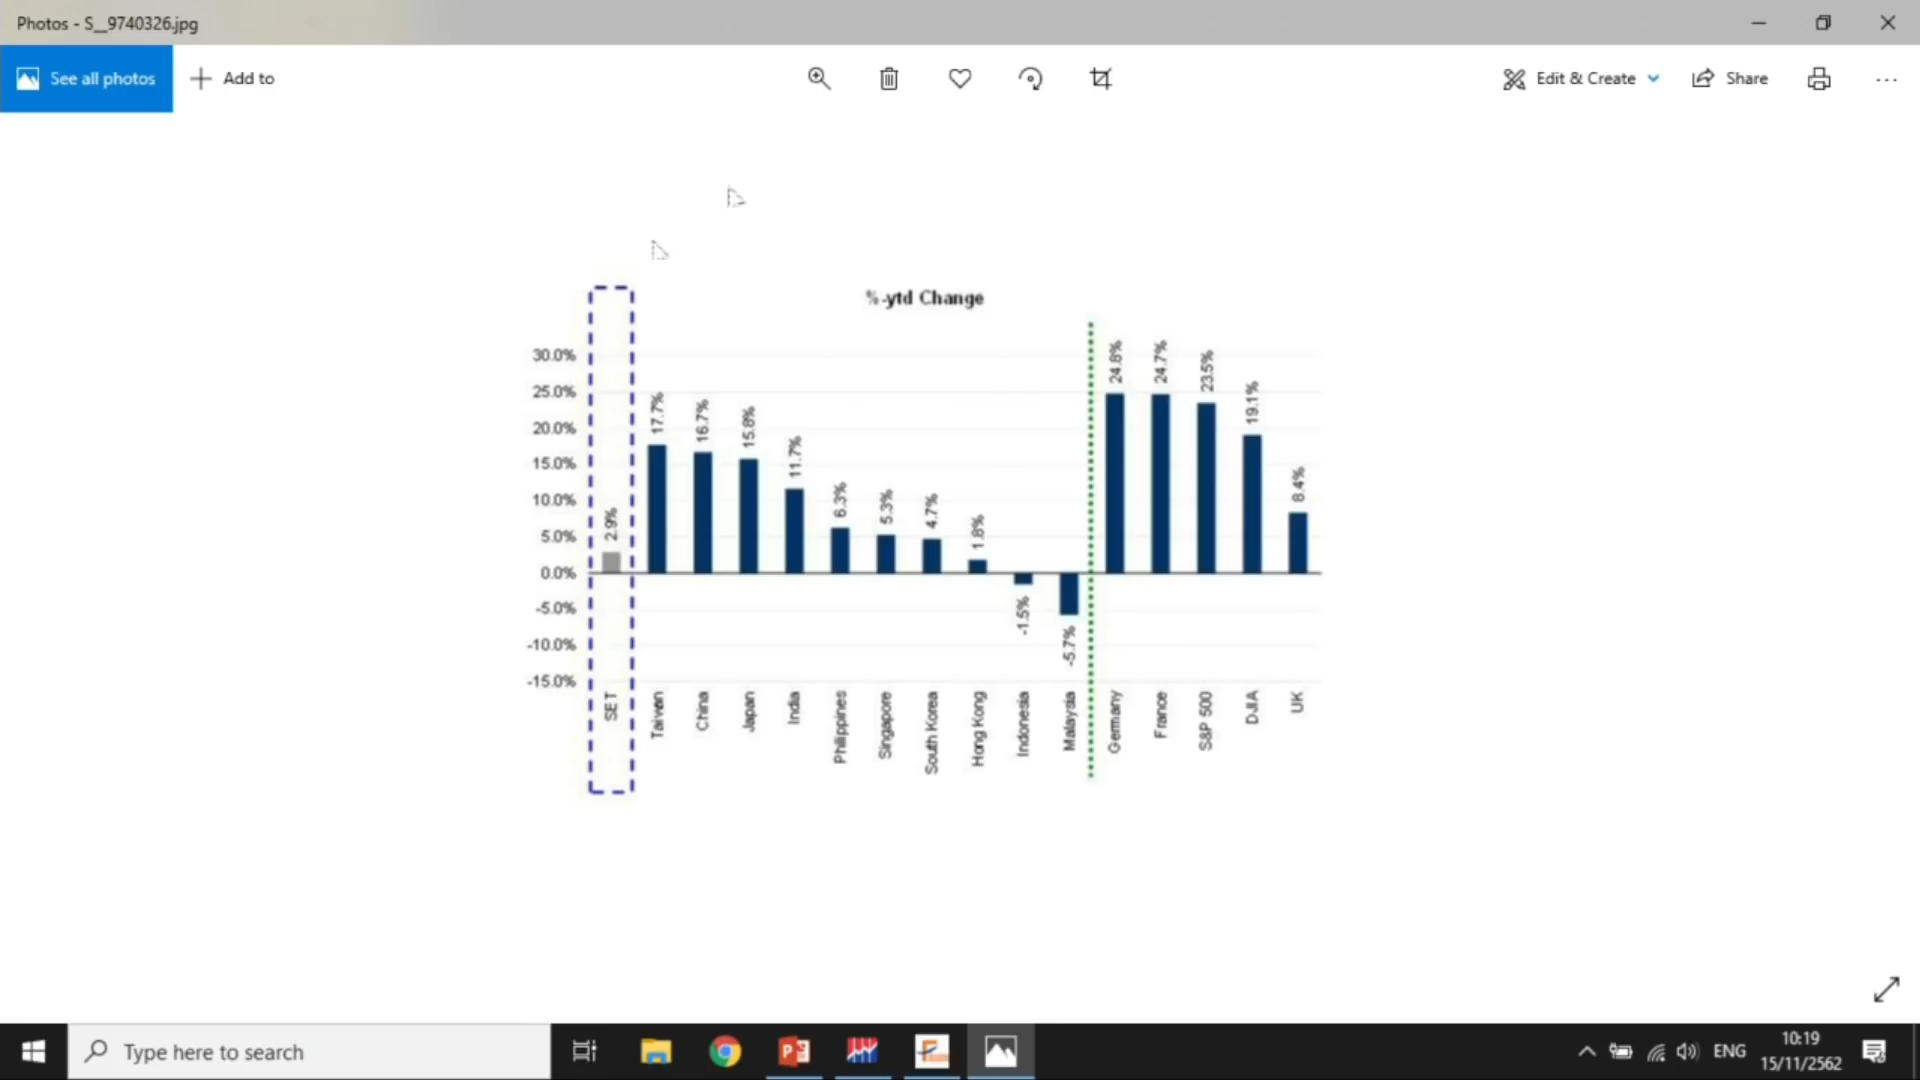 Photos - S__9740326.jpg
See all photos
Add to
Edit & Create
Share
%-ytd Change
30.0%
25.0%
20.0%
15.0%
10.0%
5.0%
0.0%
-5.0%
-10.0%
-15.0%
2.9%
17.7%
16.7%
15.8%
11.7%
6.3%
5.3%
4.7%
1.8%
-1.5%
-5.7%
24.8%
24.7%
23.5%
19.1%
8.4%
SET
Taiwan
China
Japan
India
Philippines
Singapore
South Korea
Hong Kong
Indonesia
Malaysia
Germany
France
S&P 500
DJIA
UK
Type here to search
ENG
10:19
15/11/2562